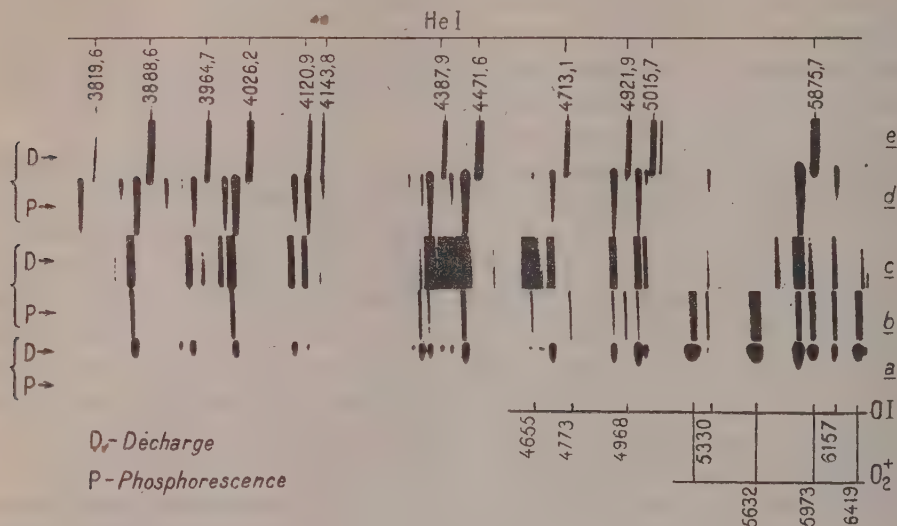 He I
3819,6 3888,6 3964,7 4026,2 4120,9 4143,8 4387,9 4471,6 4713,1 4921,9 5015,7 5875,7
D→ e
P→ d
D→ c
P→ b
D→ a
P→
OI
4655 4773 4968 5330 6157
O₂⁺
5632 5973 6419
D,-Décharge
P-Phosphorescence